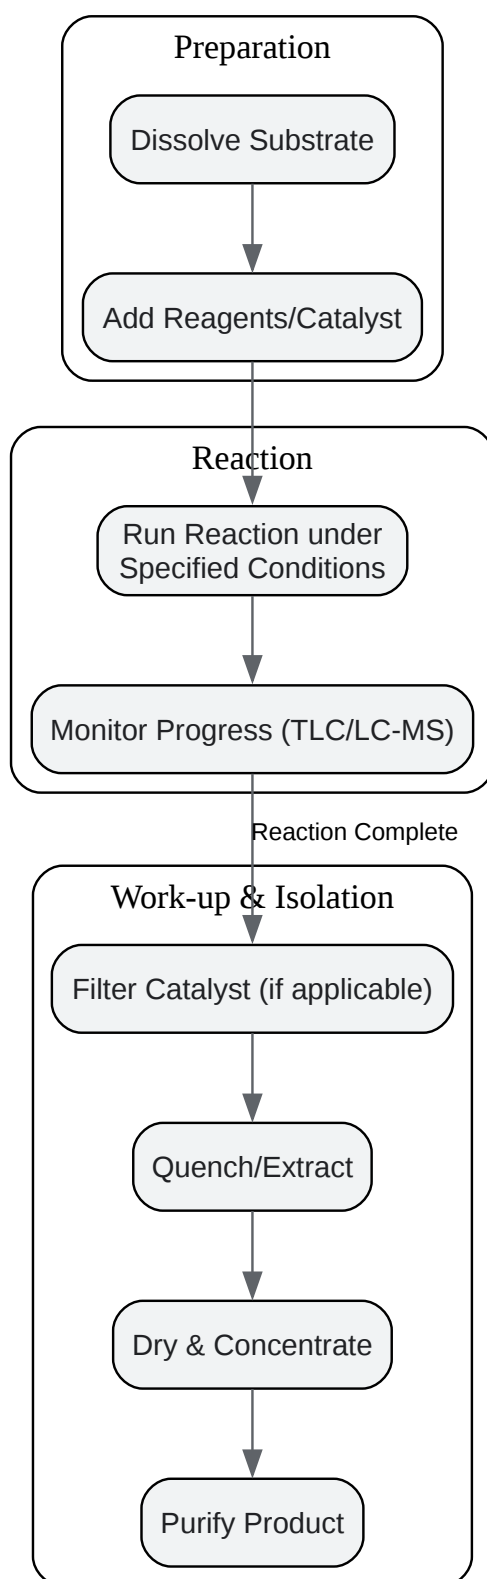 Preparation
Dissolve Substrate
Add Reagents/Catalyst
Reaction
Run Reaction under
Specified Conditions
Monitor Progress (TLC/LC-MS)
Reaction Complete
Work-up & Isolation
Filter Catalyst (if applicable)
Quench/Extract
Dry & Concentrate
Purify Product